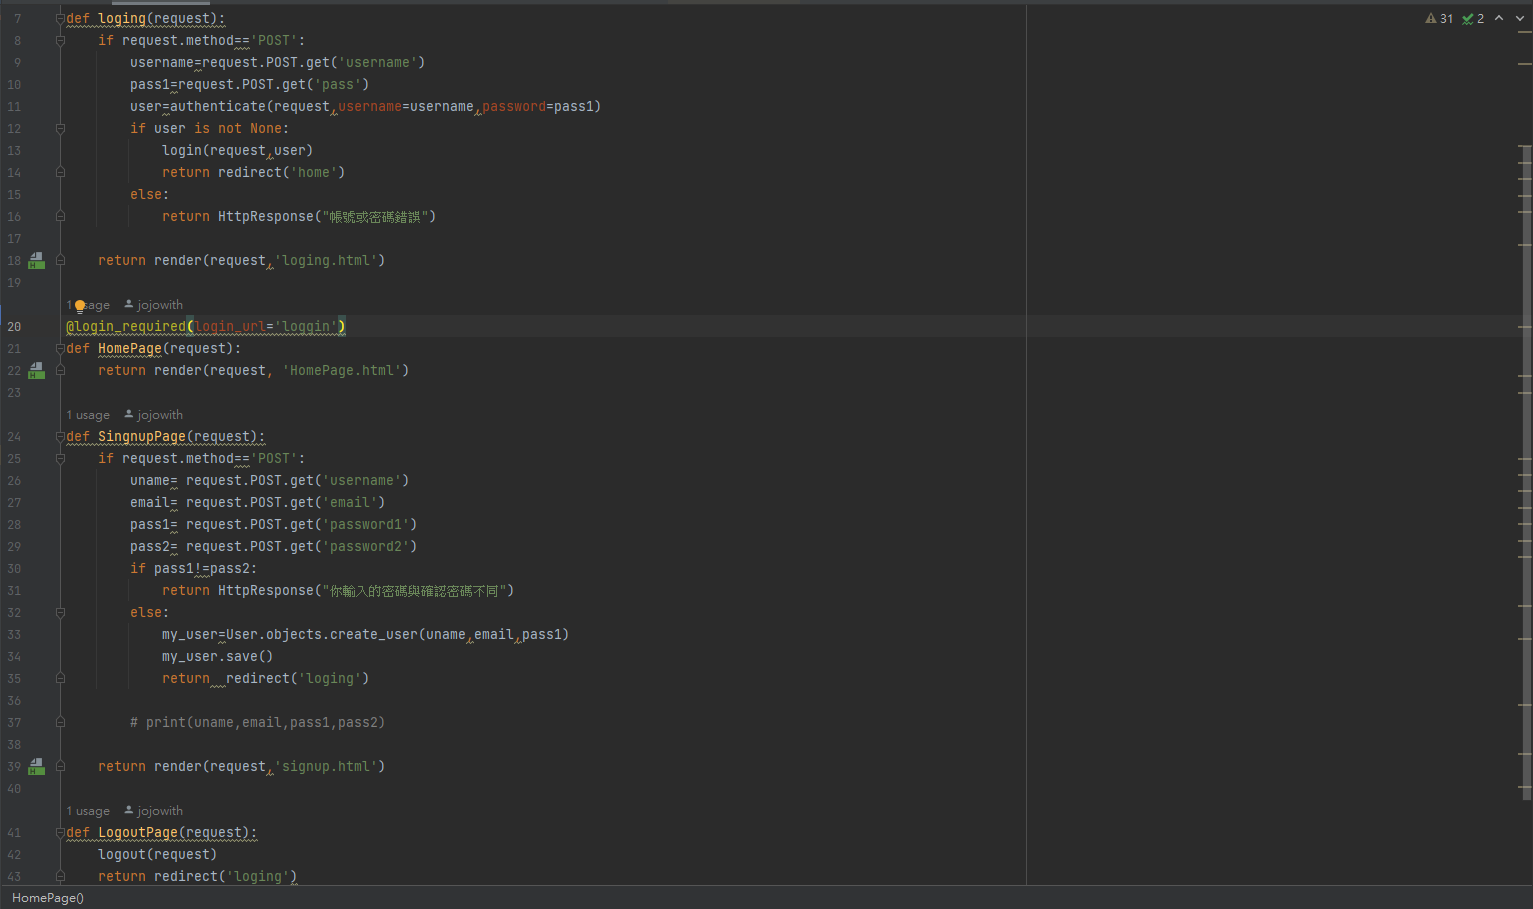 31 2
7 def loging(request):
8 if request.method=='POST':
9 username=request.POST.get('username')
10 pass1=request.POST.get('pass')
11 user=authenticate(request,username=username,password=pass1)
12 if user is not None:
13 login(request,user)
14 return redirect('home')
15 else:
16 return HttpResponse("帳號或密碼錯誤")
17
18 return render(request,'loging.html')
19
1 usage jojowith
20 @login_required(login_url='loggin')
21 def HomePage(request):
22 return render(request, 'HomePage.html')
23
1 usage jojowith
24 def SingnupPage(request):
25 if request.method=='POST':
26 uname= request.POST.get('username')
27 email= request.POST.get('email')
28 pass1= request.POST.get('password1')
29 pass2= request.POST.get('password2')
30 if pass1!=pass2:
31 return HttpResponse("你輸入的密碼與確認密碼不同")
32 else:
33 my_user=User.objects.create_user(uname,email,pass1)
34 my_user.save()
35 return  redirect('loging')
36
37 # print(uname,email,pass1,pass2)
38
39 return render(request,'signup.html')
40
1 usage jojowith
41 def LogoutPage(request):
42 logout(request)
43 return redirect('loging')
HomePage()